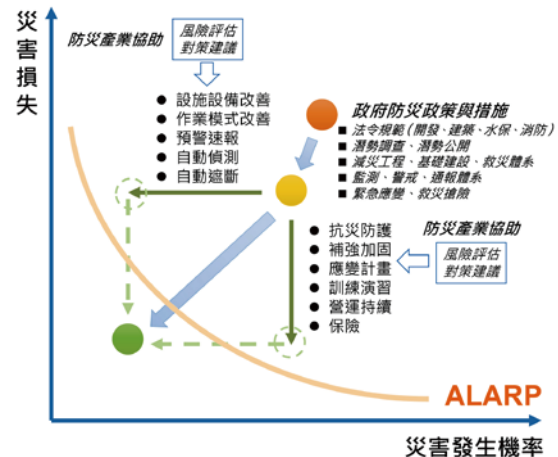 災害損失
防災產業協助
風險評估
對策建議
● 設施設備改善
● 作業模式改善
● 預警速報
● 自動偵測
● 自動遮斷
政府防災政策與措施
■ 法令規範(開發、建築、水保、消防)
■ 潛勢調查、潛勢公開
■ 減災工程、基礎建設、救災體系
■ 監測、警戒、通報體系
■ 緊急應變、救災搶險
● 抗災防護
● 補強加固
● 應變計畫
● 訓練演習
● 營運持續
● 保險
防災產業協助
風險評估
對策建議
ALARP
災害發生機率